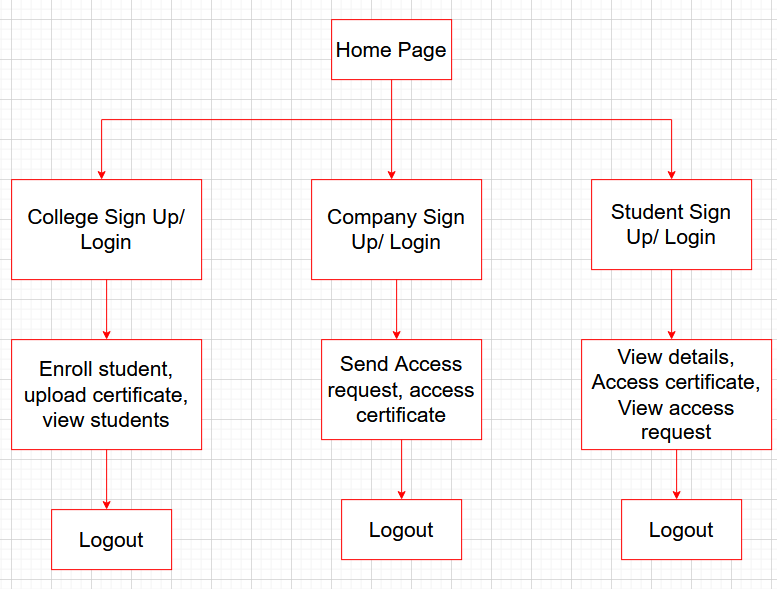 Home Page
College Sign Up/
Login
Company Sign
Up/ Login
Student Sign
Up/ Login
Enroll student,
upload certificate,
view students
Send Access
request, access
certificate
View details,
Access certificate,
View access
request
Logout
Logout
Logout